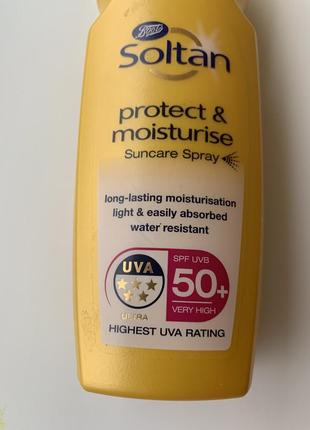 Boots
Soltan
protect &
moisturise
Suncare Spray
long-lasting moisturisation
light & easily absorbed
water resistant
UVA
ULTRA
SPF UVB
50+
VERY HIGH
HIGHEST UVA RATING